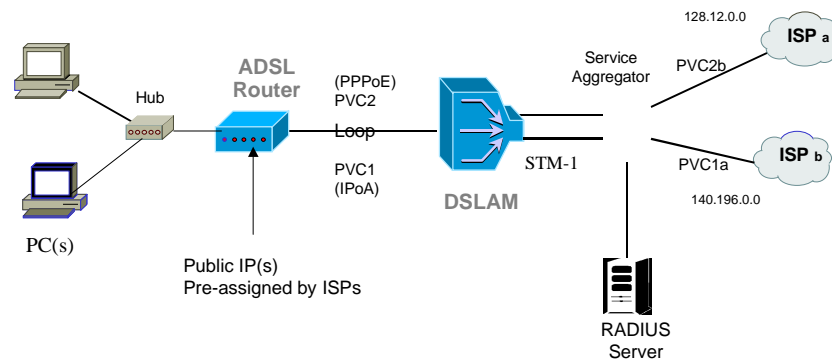 128.12.0.0
ISP a
Service
Aggregator
PVC2b
ADSL
Router
(PPPoE)
PVC2
Hub
Loop
STM-1
PVC1a
ISP b
PVC1
(IPoA)
DSLAM
140.196.0.0
PC(s)
Public IP(s)
Pre-assigned by ISPs
RADIUS
Server